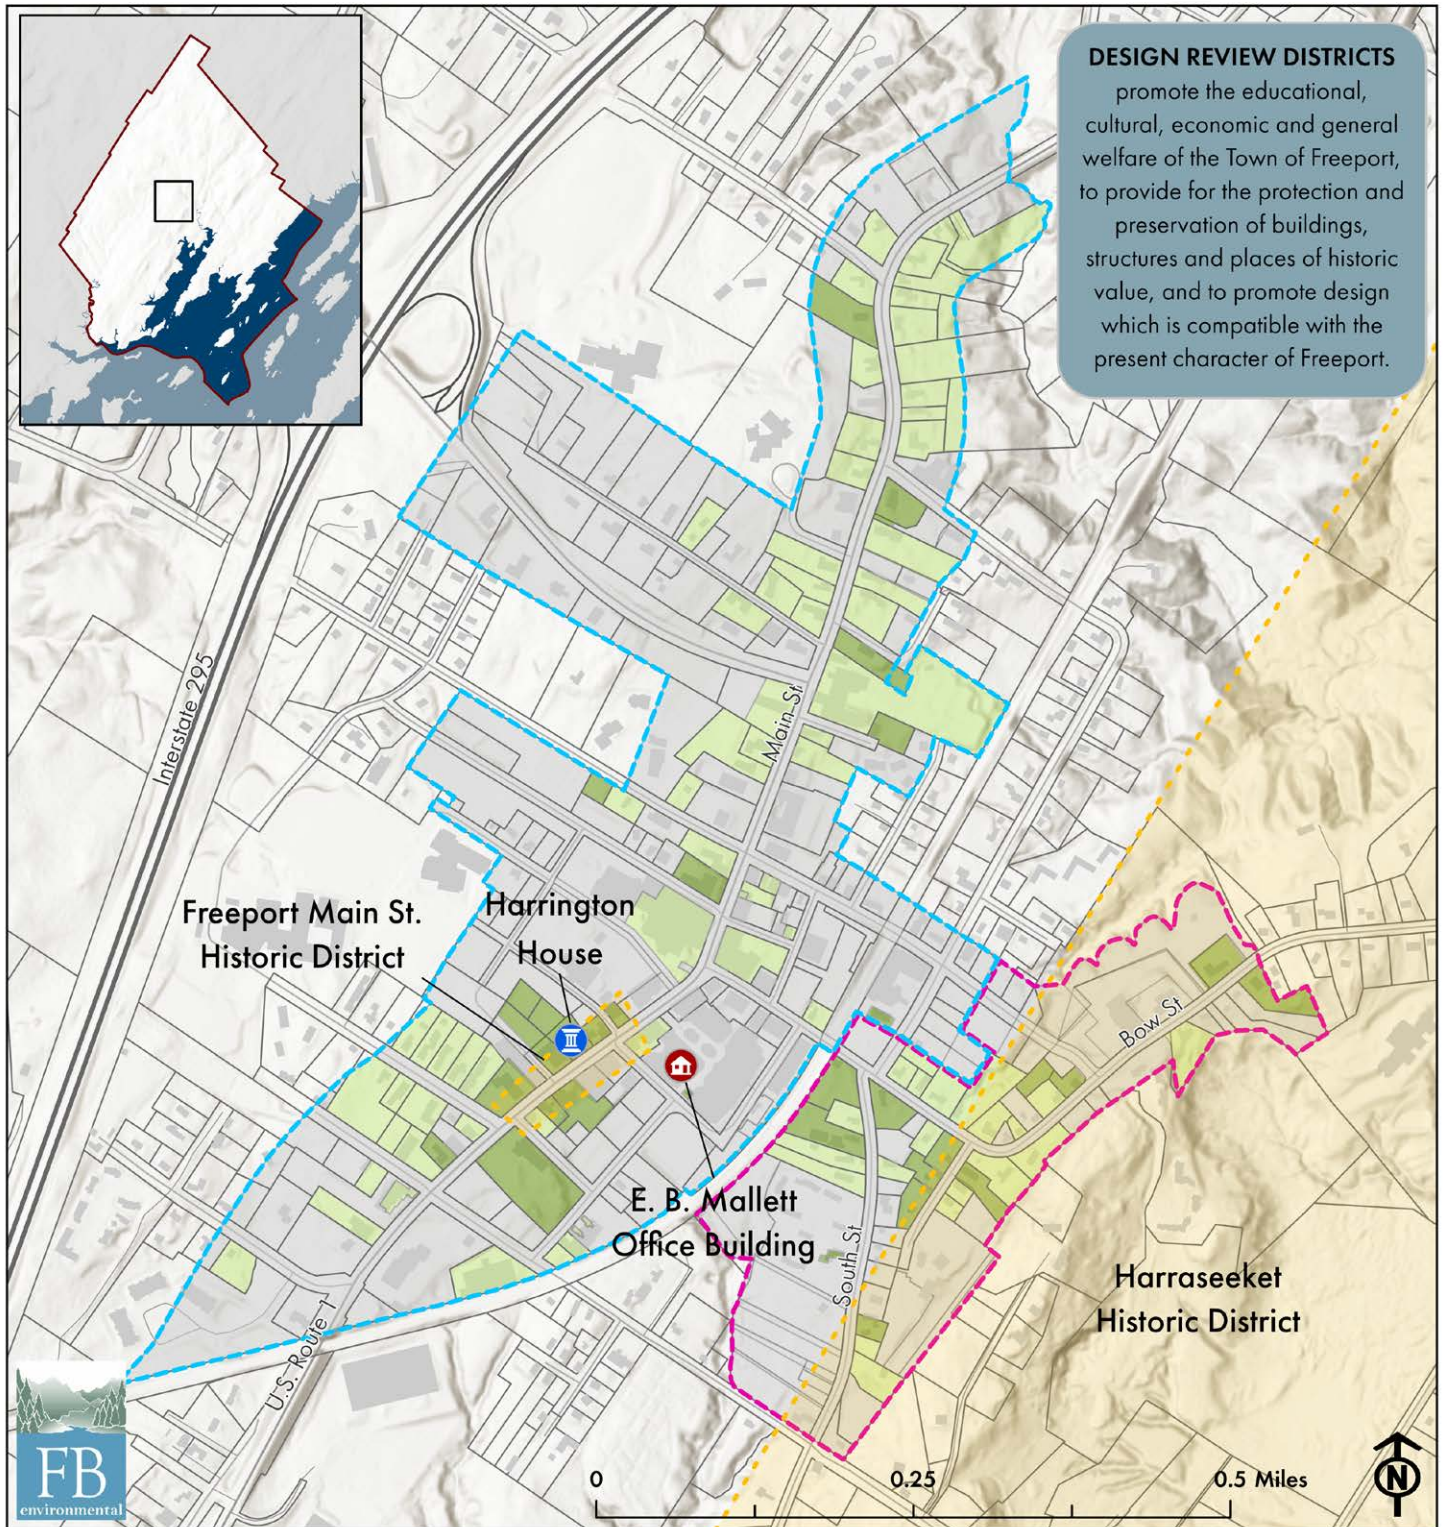 DESIGN REVIEW DISTRICTS
promote the educational,
cultural, economic and general
welfare of the Town of Freeport,
to provide for the protection and
preservation of buildings,
structures and places of historic
value, and to promote design
which is compatible with the
present character of Freeport.
Interstate 295
Main St
Freeport Main St.
Historic District
Harrington
House
Bow St
E. B. Mallett
Office Building
South St
Harraseeket
Historic District
U.S. Route 1
FB
environmental
0 0.25 0.5 Miles
N